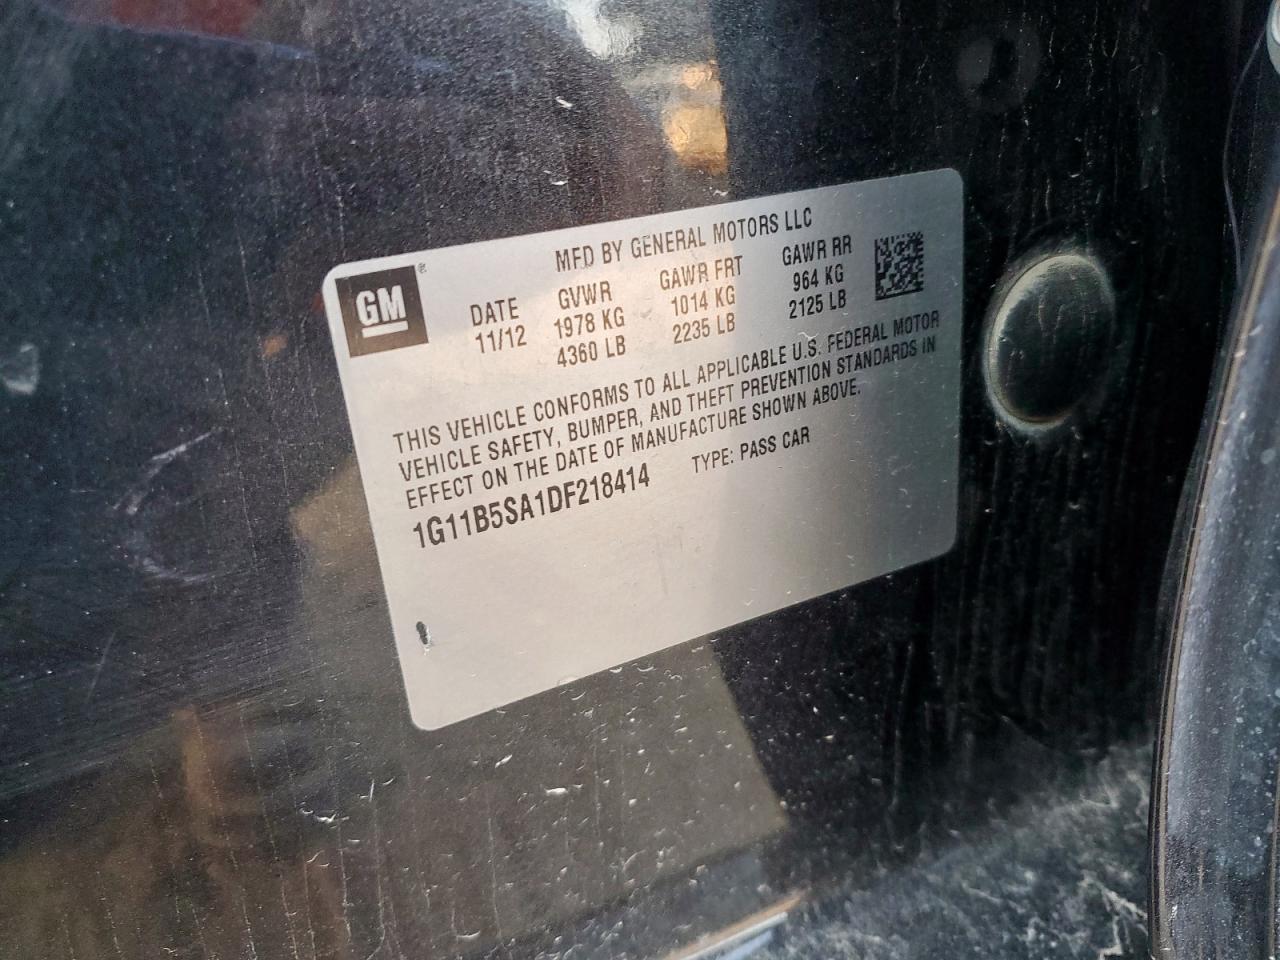 GM ®
MFD BY GENERAL MOTORS LLC
DATE GVWR GAWR FRT GAWR RR
11/12 1978 KG 1014 KG 964 KG
4360 LB 2235 LB 2125 LB
THIS VEHICLE CONFORMS TO ALL APPLICABLE U.S. FEDERAL MOTOR
VEHICLE SAFETY, BUMPER, AND THEFT PREVENTION STANDARDS IN
EFFECT ON THE DATE OF MANUFACTURE SHOWN ABOVE.
1G11B5SA1DF218414 TYPE: PASS CAR